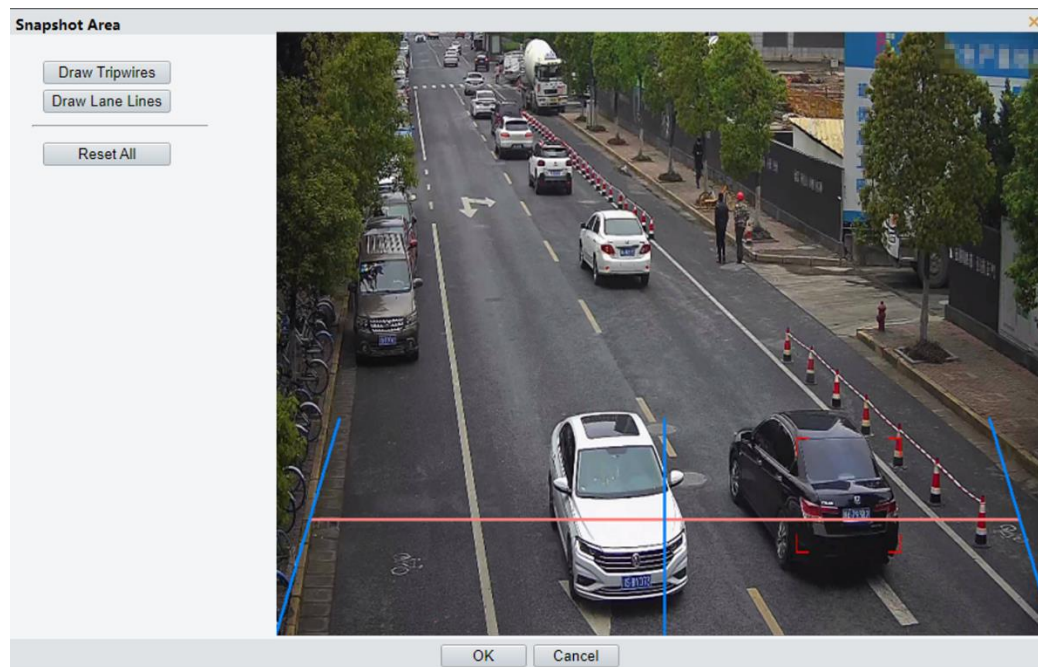 Snapshot Area
Draw Tripwires
Draw Lane Lines
Reset All
OK
Cancel